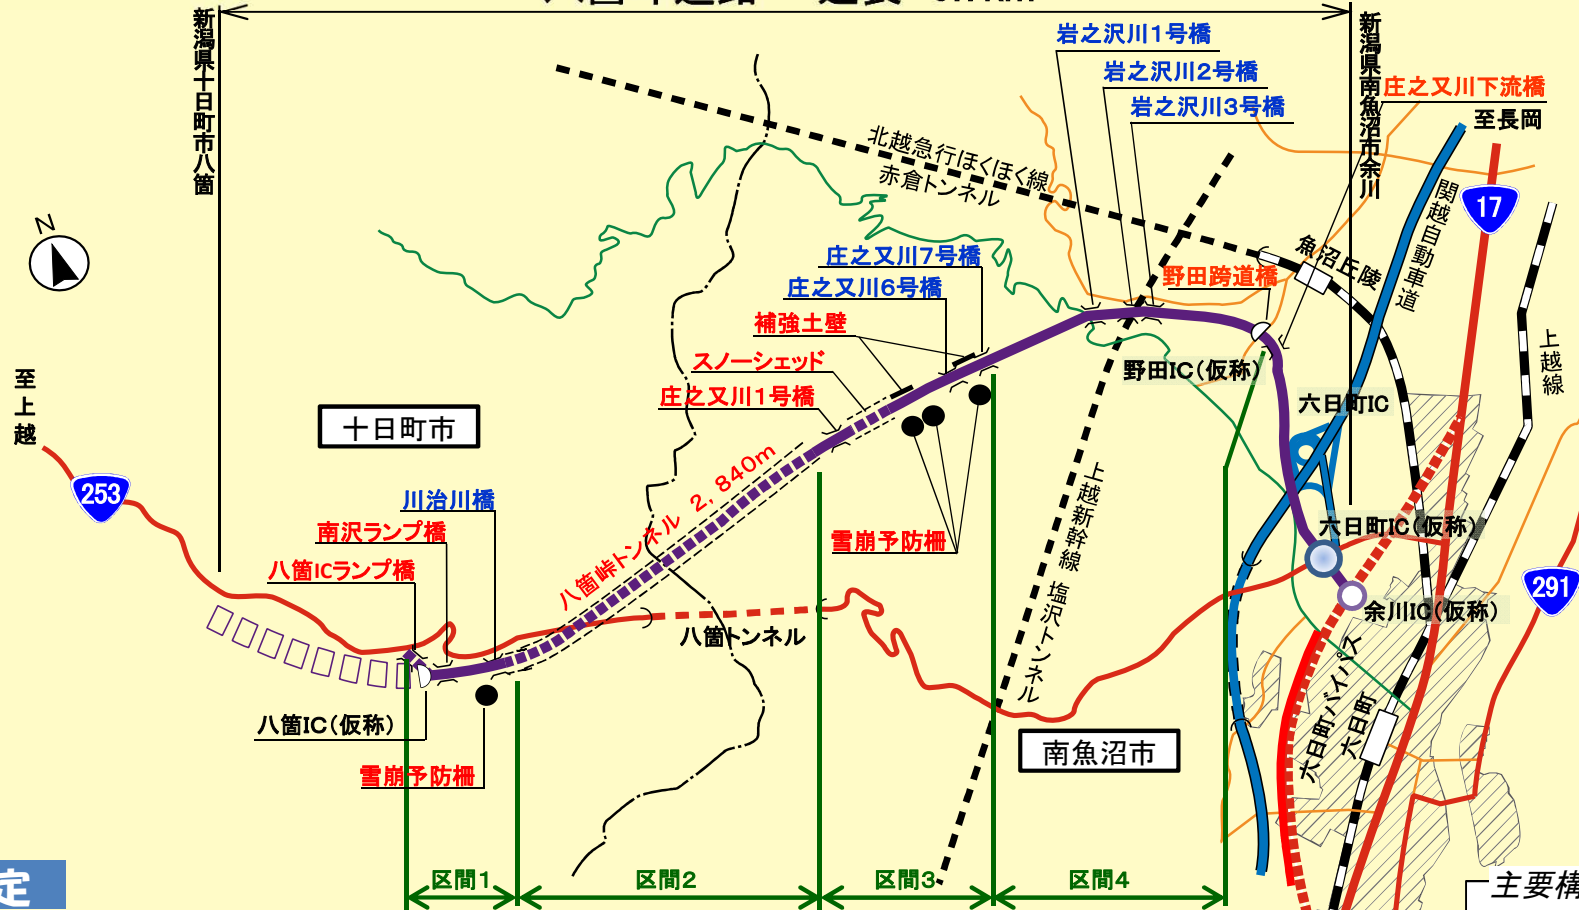 新潟県十日町市八箇
新潟県南魚沼市余川
岩之沢川1号橋
岩之沢川2号橋
岩之沢川3号橋
庄之又川下流橋
至長岡
17
北越急行ほくほく線
赤倉トンネル
関越自動車道
魚沼丘陵
N
庄之又川7号橋
庄之又川6号橋
野田跨道橋
補強土壁
スノーシェッド
庄之又川1号橋
野田IC(仮称)
上越線
至上越
十日町市
六日町IC
253
川治川橋
南沢ランプ橋
八箇ICランプ橋
八箇峠トンネル 2,840m
雪崩予防柵
上越新幹線 塩沢トンネル
六日町IC(仮称)
291
余川IC(仮称)
八箇トンネル
八箇IC(仮称)
南魚沼市
六日町バイパス
六日町
雪崩予防柵
区間1
区間2
区間3
区間4
定
主要構